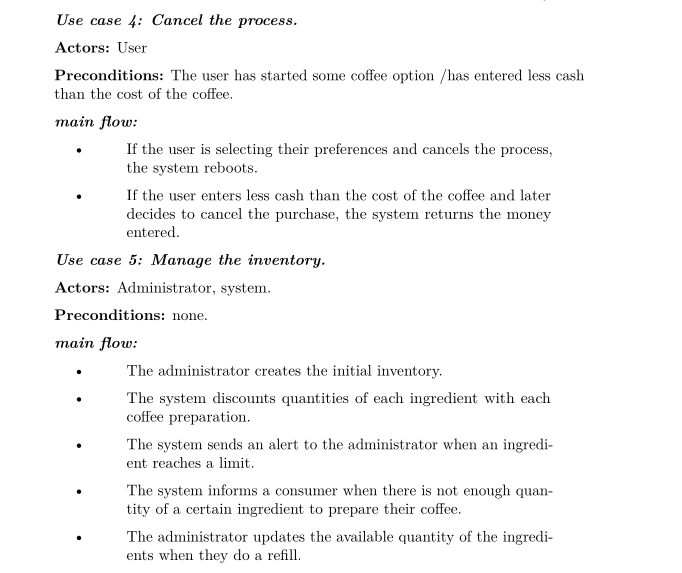 Use case 4: Cancel the process.
Actors: User
Preconditions: The user has started some coffee option /has entered less cash
than the cost of the coffee.
main flow:
• If the user is selecting their preferences and cancels the process,
the system reboots.
• If the user enters less cash than the cost of the coffee and later
decides to cancel the purchase, the system returns the money
entered.
Use case 5: Manage the inventory.
Actors: Administrator, system.
Preconditions: none.
main flow:
• The administrator creates the initial inventory.
• The system discounts quantities of each ingredient with each
coffee preparation.
• The system sends an alert to the administrator when an ingredi-
ent reaches a limit.
• The system informs a consumer when there is not enough quan-
tity of a certain ingredient to prepare their coffee.
• The administrator updates the available quantity of the ingredi-
ents when they do a refill.